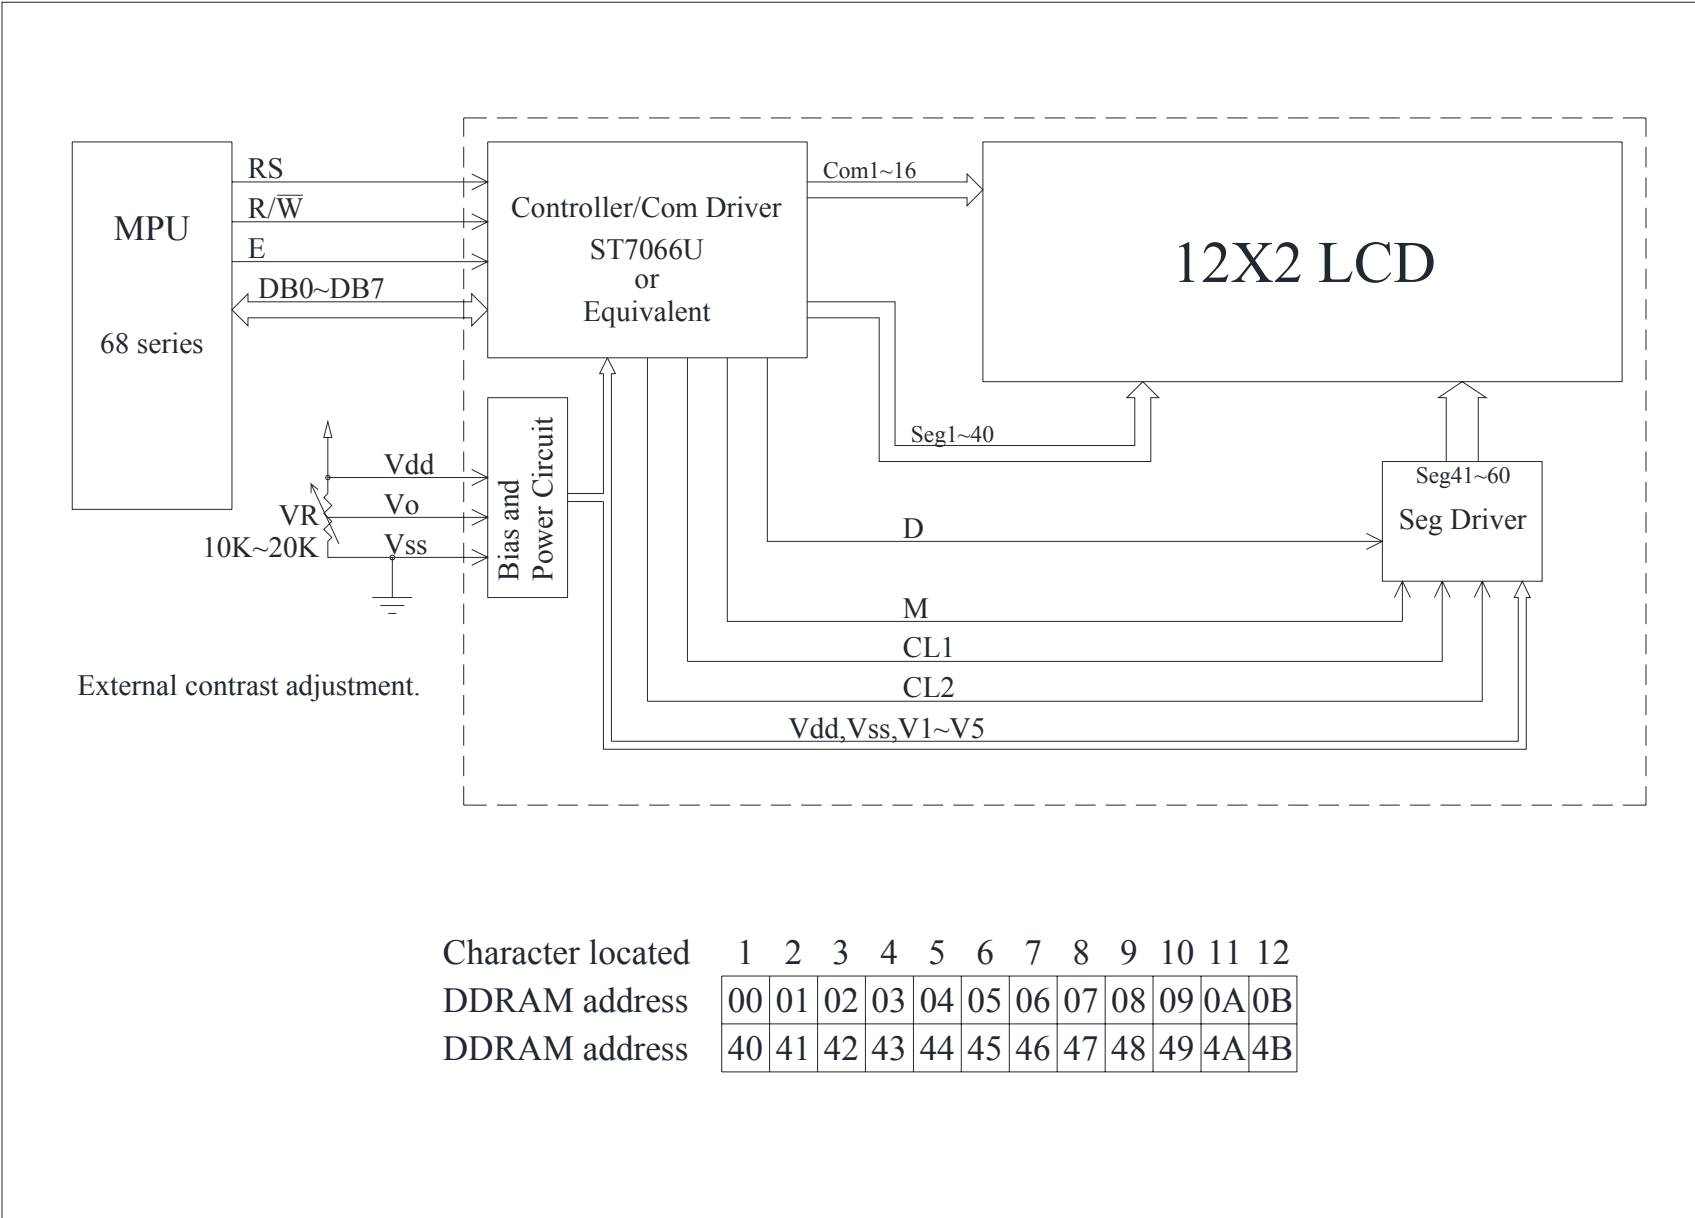 MPU
68 series
RS
R/W̅
E
DB0~DB7
Controller/Com Driver
ST7066U
or
Equivalent
Com1~16
12X2 LCD
Seg1~40
Seg41~60
Seg Driver
Vdd
Vo
Vss
VR
10K~20K
Bias and
Power Circuit
D
M
CL1
CL2
Vdd,Vss,V1~V5
External contrast adjustment.
Character located 1 2 3 4 5 6 7 8 9 10 11 12
DDRAM address 00 01 02 03 04 05 06 07 08 09 0A 0B
DDRAM address 40 41 42 43 44 45 46 47 48 49 4A 4B